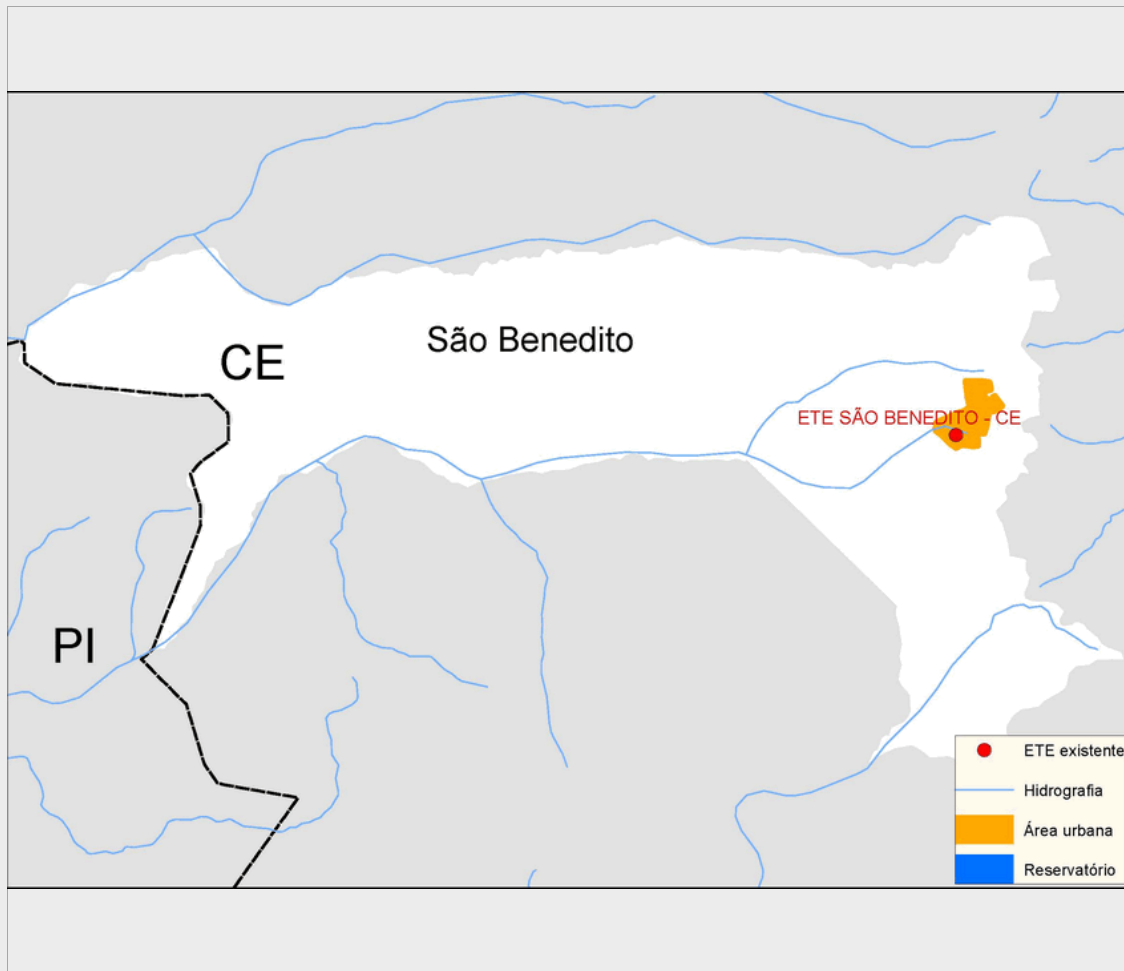 São Benedito
CE
ETE SÃO BENEDITO - CE
PI
ETE existente
Hidrografia
Área urbana
Reservatório